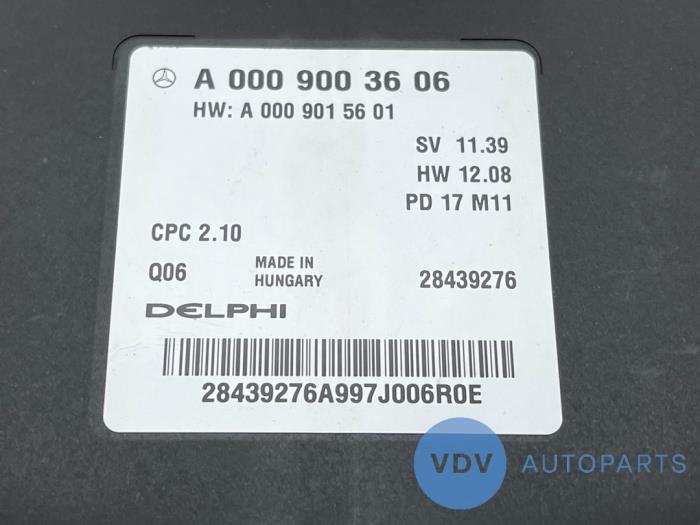 A 000 900 36 06
HW: A 000 901 56 01
SV 11.39
HW 12.08
PD 17 M11
CPC 2.10
Q06
MADE IN
HUNGARY
28439276
DELPHI
28439276A997J006R0E
VDV AUTOPARTS